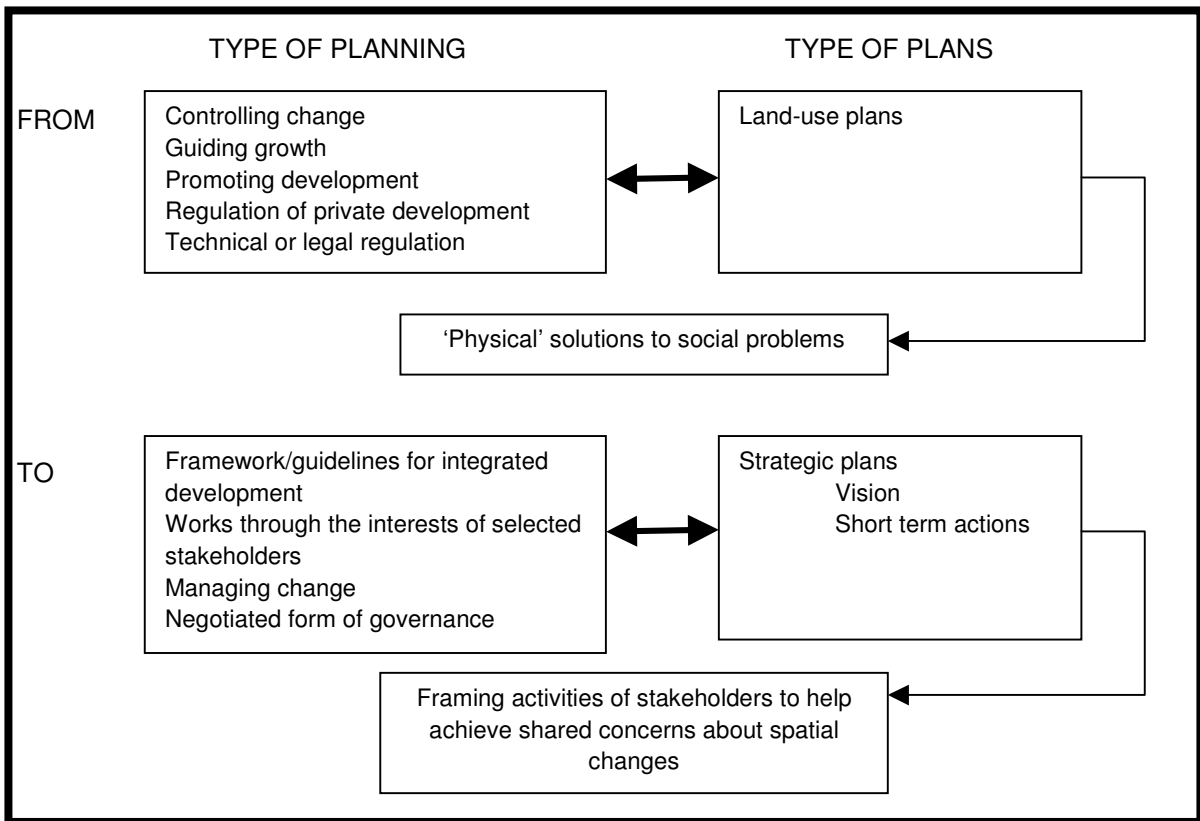 TYPE OF PLANNING
TYPE OF PLANS
FROM
Controlling change
Guiding growth
Promoting development
Regulation of private development
Technical or legal regulation
Land-use plans
‘Physical’ solutions to social problems
TO
Framework/guidelines for integrated
development
Works through the interests of selected
stakeholders
Managing change
Negotiated form of governance
Strategic plans
Vision
Short term actions
Framing activities of stakeholders to help
achieve shared concerns about spatial
changes